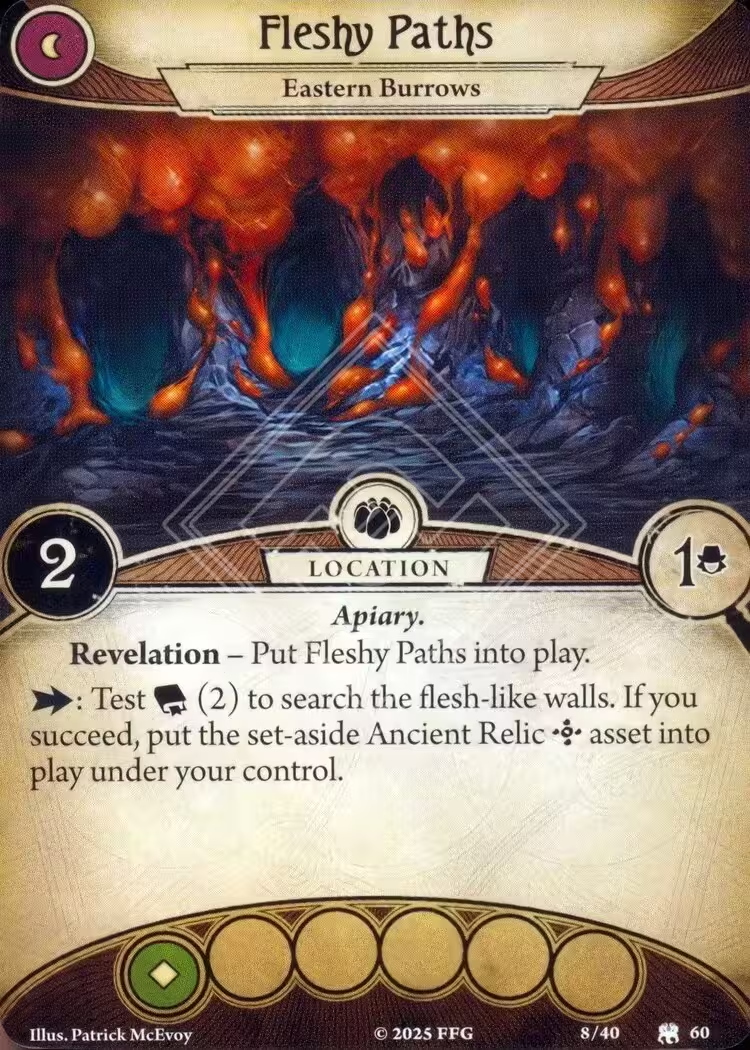 Fleshy Paths
Eastern Burrows
2
LOCATION
1
Apiary.
Revelation – Put Fleshy Paths into play.
: Test (2) to search the flesh-like walls. If you
succeed, put the set-aside Ancient Relic asset into
play under your control.
Illus. Patrick McEvoy
© 2025 FFG
8/40
60